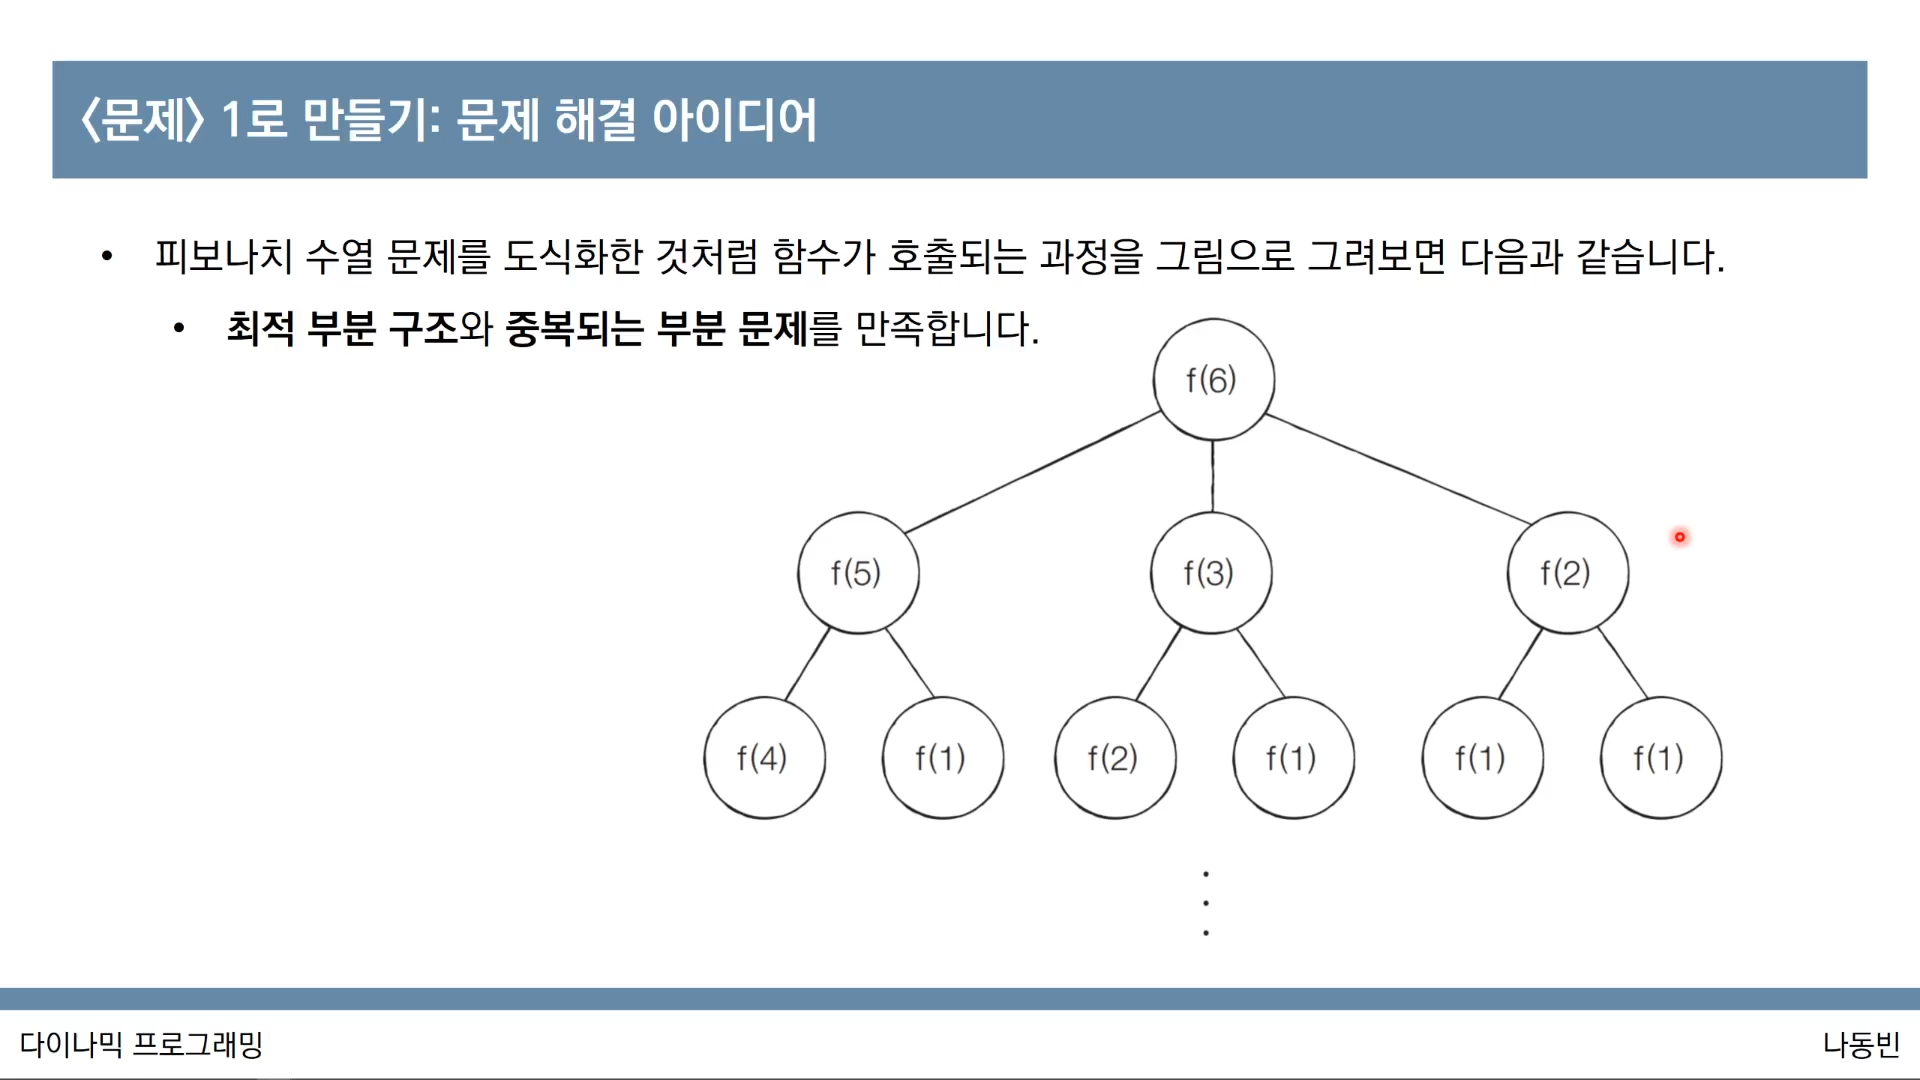 〈문제〉 1로 만들기: 문제 해결 아이디어
• 피보나치 수열 문제를 도식화한 것처럼 함수가 호출되는 과정을 그림으로 그려보면 다음과 같습니다.
• 최적 부분 구조와 중복되는 부분 문제를 만족합니다.
f(6)
f(5) f(3) f(2)
f(4) f(1) f(2) f(1) f(1) f(1)
다이나믹 프로그래밍
나동빈